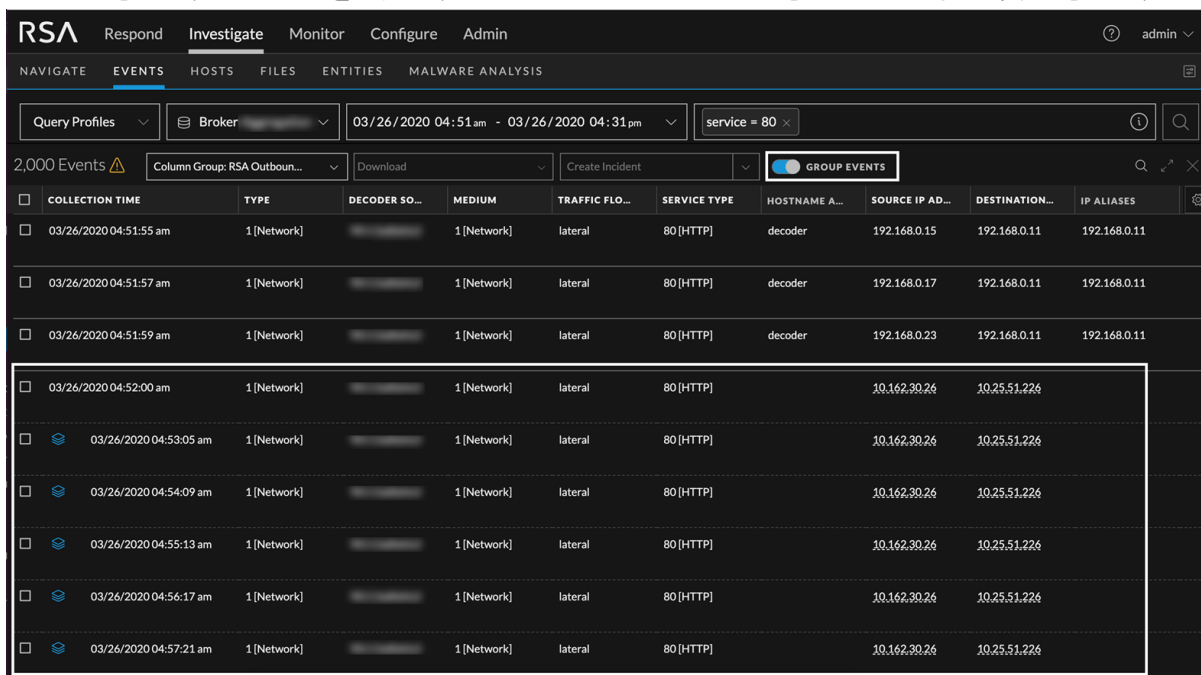 RSA Respond Investigate Monitor Configure Admin admin
NAVIGATE EVENTS HOSTS FILES ENTITIES MALWARE ANALYSIS
Query Profiles Broker 03/26/2020 04:51 am - 03/26/2020 04:31 pm service = 80 ×
2,000 Events Column Group: RSA Outboun... Download Create Incident GROUP EVENTS
COLLECTION TIME TYPE DECODER SO... MEDIUM TRAFFIC FLO... SERVICE TYPE HOSTNAME A... SOURCE IP AD... DESTINATION... IP ALIASES
03/26/2020 04:51:55 am 1 [Network] 1 [Network] lateral 80 [HTTP] decoder 192.168.0.15 192.168.0.11 192.168.0.11
03/26/2020 04:51:57 am 1 [Network] 1 [Network] lateral 80 [HTTP] decoder 192.168.0.17 192.168.0.11 192.168.0.11
03/26/2020 04:51:59 am 1 [Network] 1 [Network] lateral 80 [HTTP] decoder 192.168.0.23 192.168.0.11 192.168.0.11
03/26/2020 04:52:00 am 1 [Network] 1 [Network] lateral 80 [HTTP] 10.162.30.26 10.25.51.226
03/26/2020 04:53:05 am 1 [Network] 1 [Network] lateral 80 [HTTP] 10.162.30.26 10.25.51.226
03/26/2020 04:54:09 am 1 [Network] 1 [Network] lateral 80 [HTTP] 10.162.30.26 10.25.51.226
03/26/2020 04:55:13 am 1 [Network] 1 [Network] lateral 80 [HTTP] 10.162.30.26 10.25.51.226
03/26/2020 04:56:17 am 1 [Network] 1 [Network] lateral 80 [HTTP] 10.162.30.26 10.25.51.226
03/26/2020 04:57:21 am 1 [Network] 1 [Network] lateral 80 [HTTP] 10.162.30.26 10.25.51.226